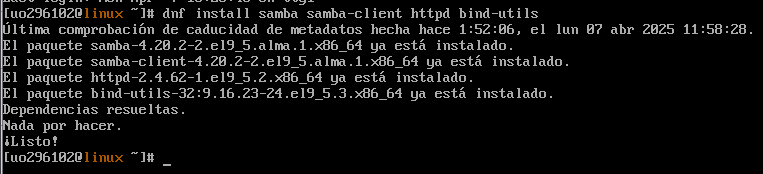 [uo296102@linux ~]# dnf install samba samba-client httpd bind-utils
Última comprobación de caducidad de metadatos hecha hace 1:52:06, el lun 07 abr 2025 11:58:28.
El paquete samba-4.20.2-2.el9_5.alma.1.x86_64 ya está instalado.
El paquete samba-client-4.20.2-2.el9_5.alma.1.x86_64 ya está instalado.
El paquete httpd-2.4.62-1.el9_5.2.x86_64 ya está instalado.
El paquete bind-utils-32:9.16.23-24.el9_5.3.x86_64 ya está instalado.
Dependencias resueltas.
Nada por hacer.
¡Listo!
[uo296102@linux ~]# _